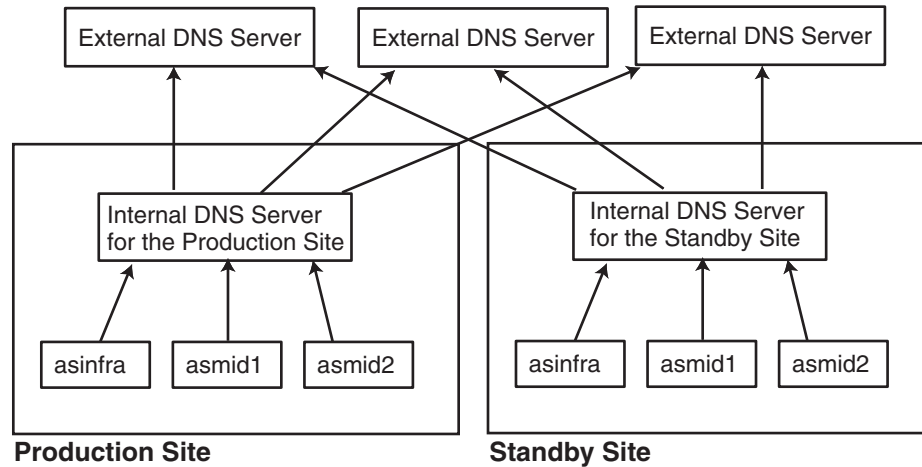 External DNS Server
External DNS Server
External DNS Server
Internal DNS Server
for the Production Site
Internal DNS Server
for the Standby Site
asinfra
asmid1
asmid2
asinfra
asmid1
asmid2
Production Site
Standby Site